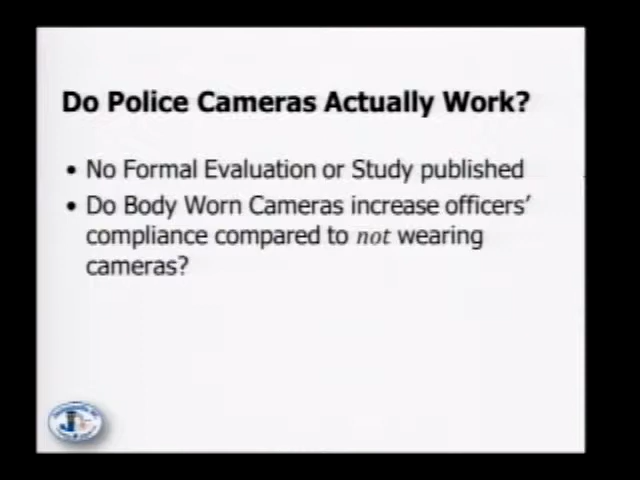 Do Police Cameras Actually Work?
• No Formal Evaluation or Study published
• Do Body Worn Cameras increase officers'
compliance compared to not wearing
cameras?